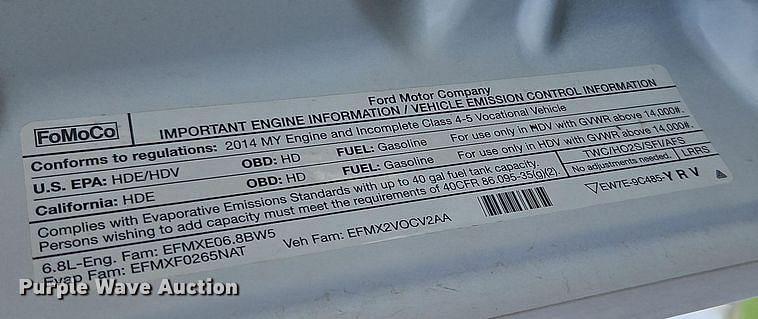 FoMoCo
Ford Motor Company
IMPORTANT ENGINE INFORMATION / VEHICLE EMISSION CONTROL INFORMATION
Conforms to regulations: 2014 MY Engine and Incomplete Class 4-5 Vocational Vehicle
U.S. EPA: HDE/HDV OBD: HD FUEL: Gasoline For use only in HDV with GVWR above 14,000#.
California: HDE OBD: HD FUEL: Gasoline For use only in HDV with GVWR above 14,000#.
Complies with Evaporative Emissions Standards with up to 40 gal fuel tank capacity.
Persons wishing to add capacity must meet the requirements of 40CFR 86.095-35(g)(2).
TWC/HO2S/SFI/AFS
No adjustments needed. LRRS
EW7E-9C485-Y R V
6.8L-Eng. Fam: EFMXE06.8BW5 Veh Fam: EFMX2VOCV2AA
Evap Fam: EFMXF0265NAT
Purple Wave Auction